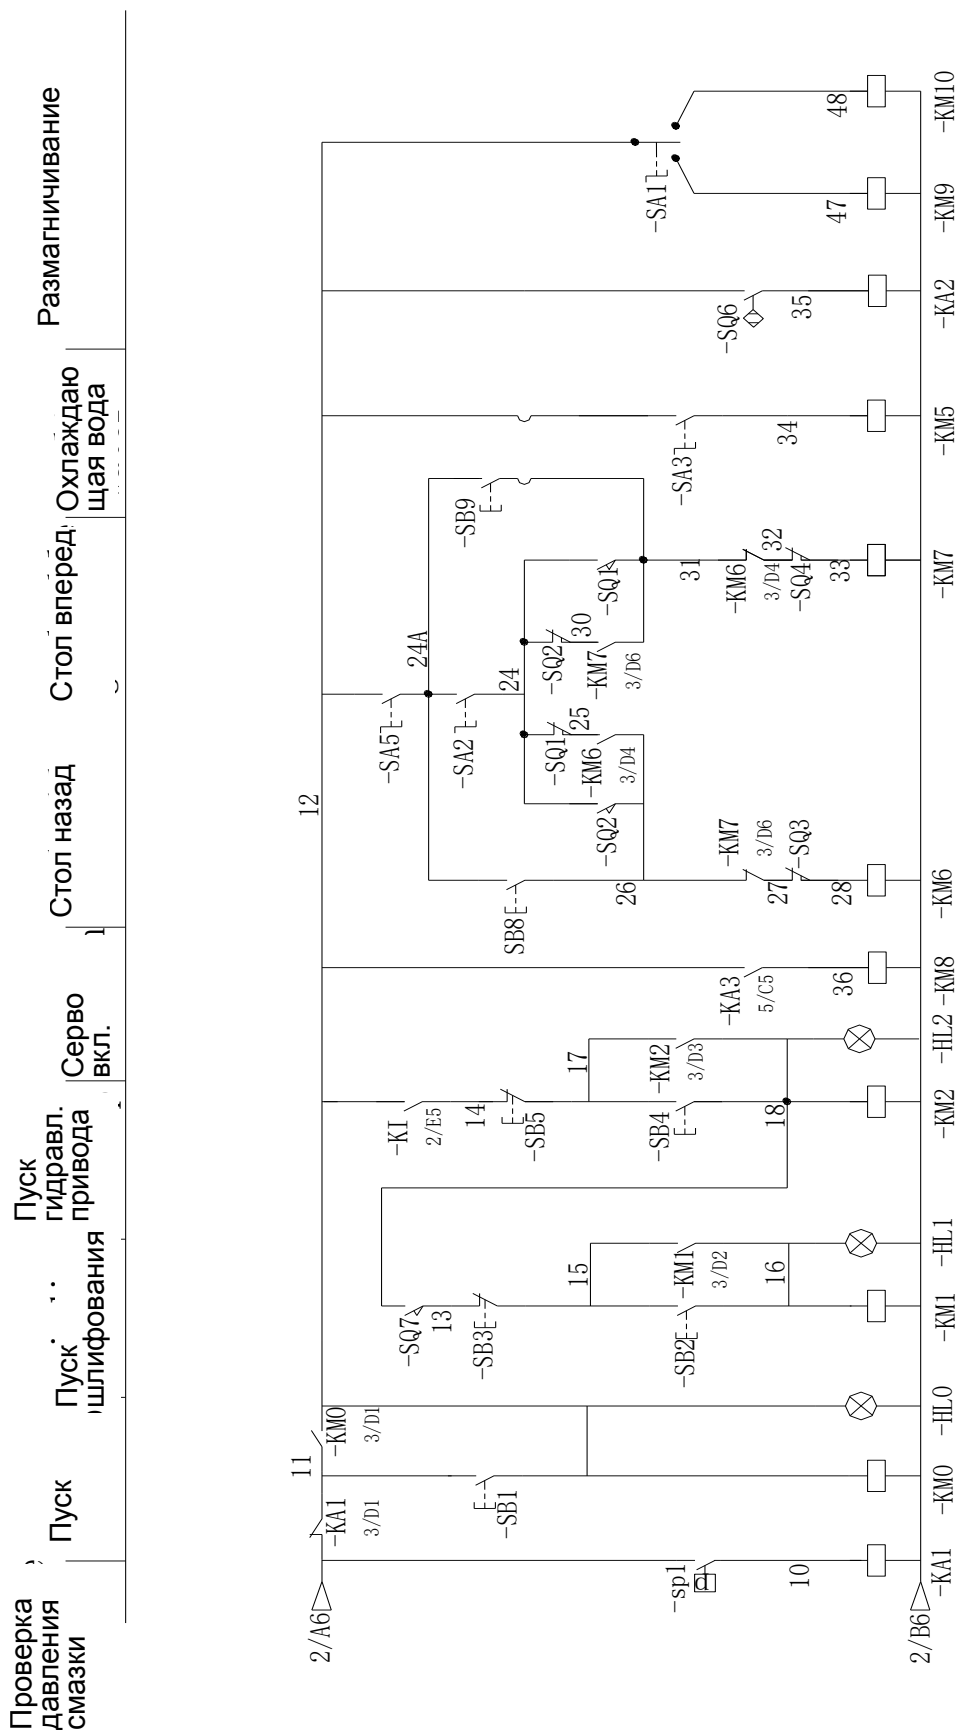 Проверка
давления
смазки
Пуск
Пуск
шлифования
Пуск
гидравл.
привода
Серво
вкл.
Стол назад
Стол вперед
Охлаждаю
щая вода
Размагничивание
2/A6
-KA1
3/D1
11
-KM0
3/D1
12
-sp1
d
10
-SB1
-SQ7
13
-SB3
15
-SB2
-KM1
3/D2
16
-KI
2/E5
14
-SB5
17
-SB4
-KM2
3/D3
18
-KA3
5/C5
36
SB8
26
-KM7
3/D6
27
-SQ3
28
-SA5
24A
-SA2
24
-SQ2
-SQ1
25
-KM6
3/D4
-SQ2
30
-KM7
3/D6
-SQ1
-SB9
31
-KM6
3/D4
32
-SQ4
33
-SA3
34
-SQ6
35
-SA1
47
48
2/B6
-KA1
-KM0
-HL0
-KM1
-HL1
-KM2
-HL2
-KM8
-KM6
-KM7
-KM5
-KA2
-KM9
-KM10